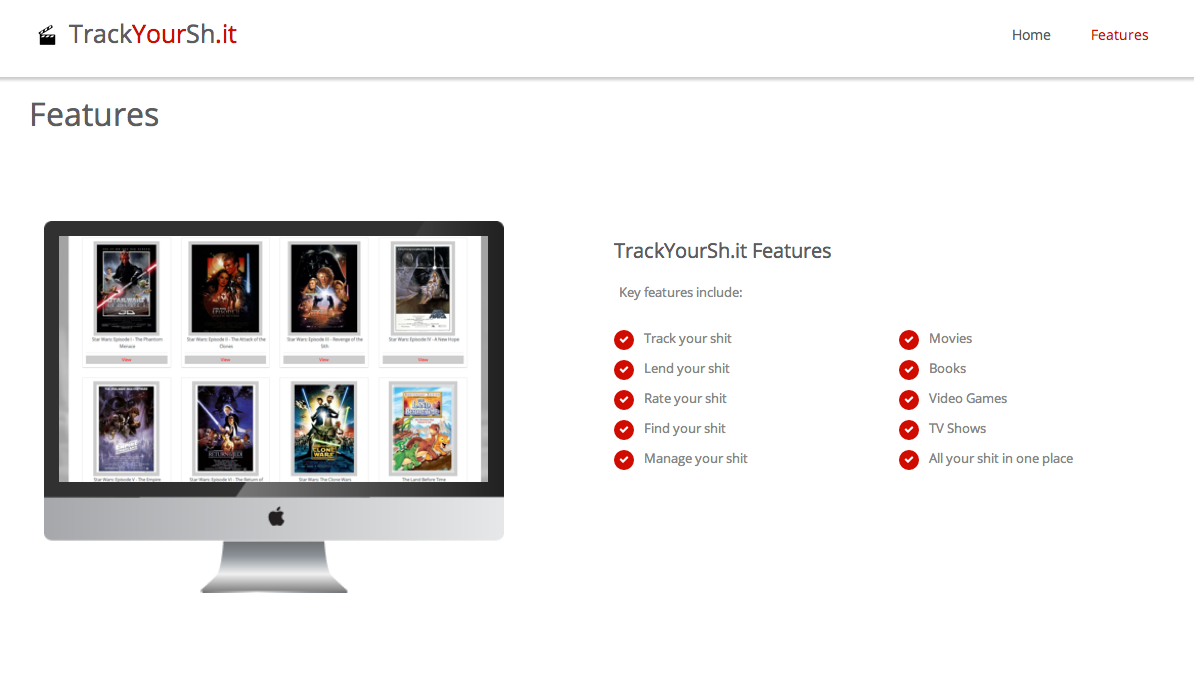 TrackYourSh.it
Home
Features
Features
Star Wars: Episode I - The Phantom
Menace
View
Star Wars: Episode II - The Attack of the
Clones
View
Star Wars: Episode III - Revenge of the
Sith
View
Star Wars: Episode IV - A New Hope
View
Star Wars: Episode V - The Empire
Star Wars: Episode VI - The Return of
Star Wars: The Clone Wars
The Land Before Time
TrackYourSh.it Features
Key features include:
Track your shit
Lend your shit
Rate your shit
Find your shit
Manage your shit
Movies
Books
Video Games
TV Shows
All your shit in one place